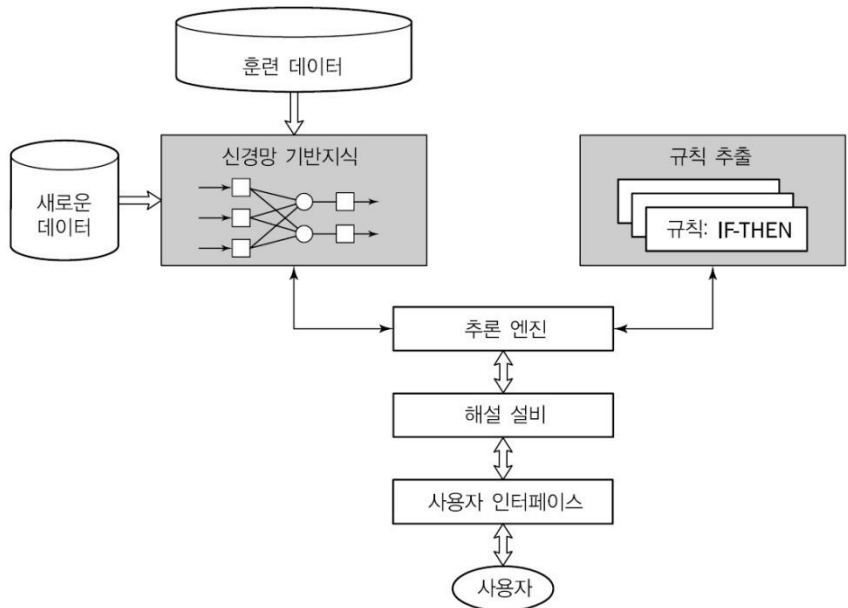 훈련 데이터
신경망 기반지식
규칙 추출
새로운
데이터
규칙: IF-THEN
추론 엔진
해설 설비
사용자 인터페이스
사용자